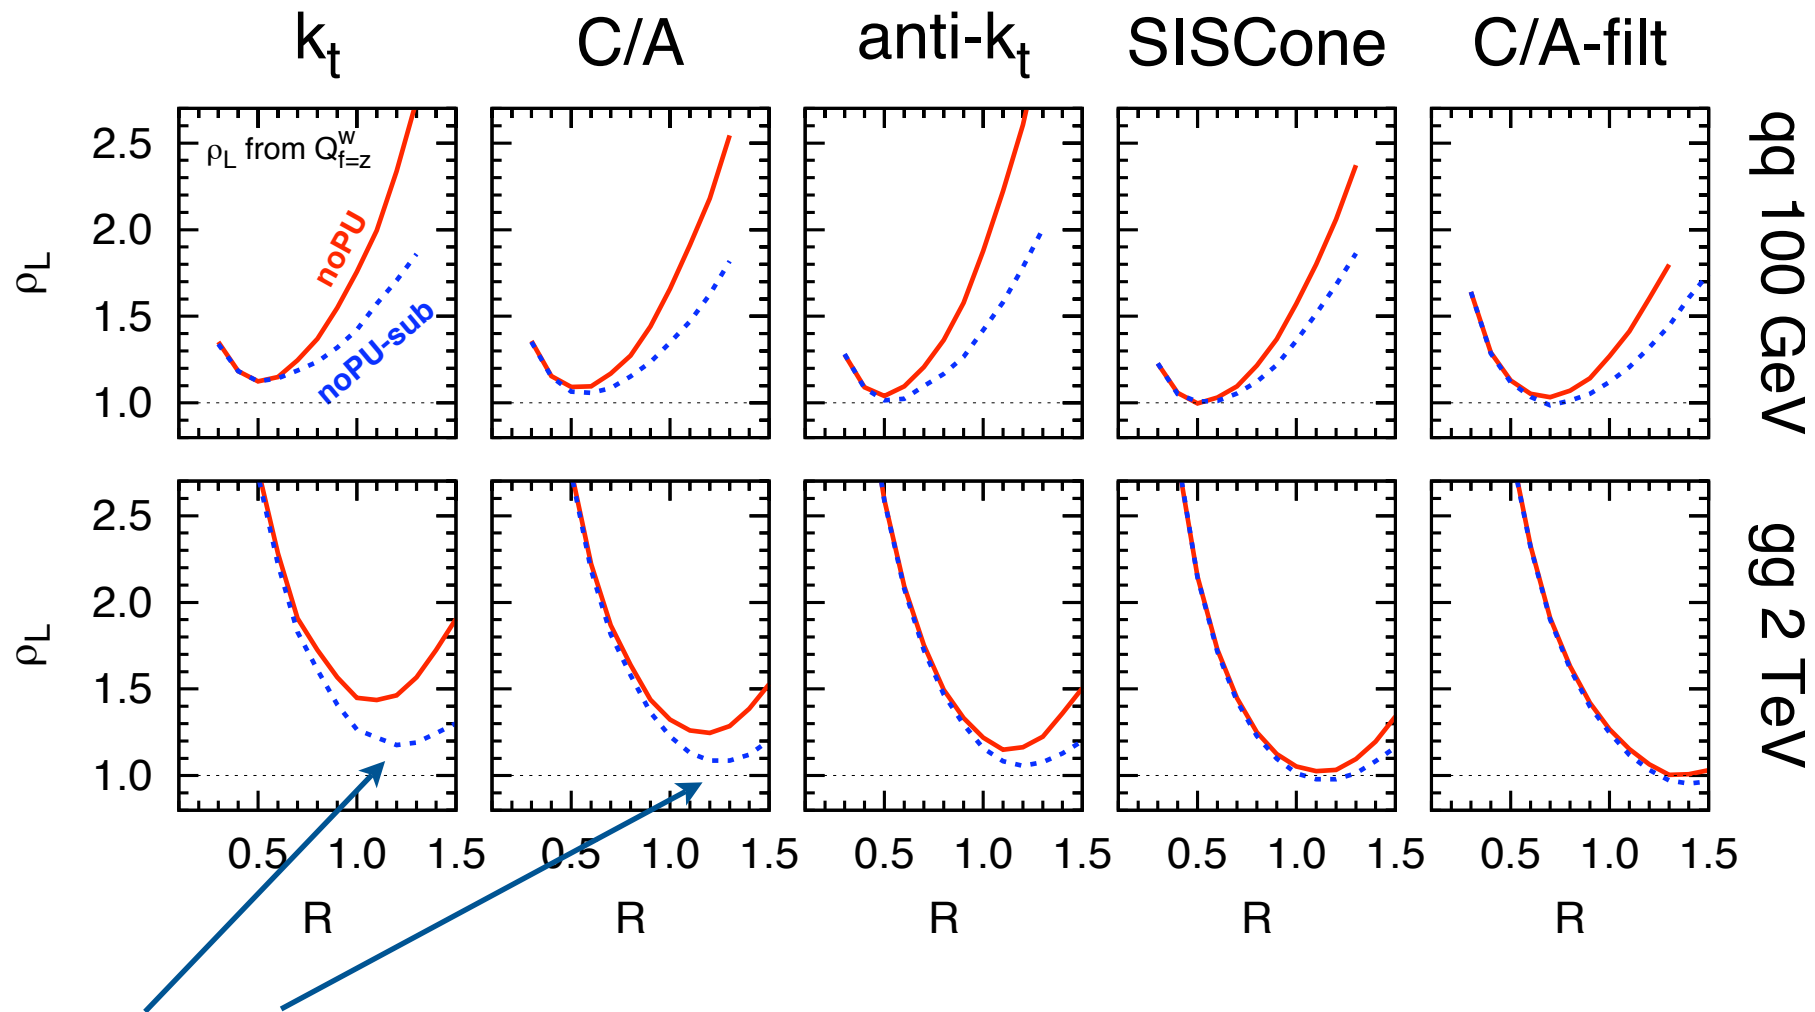 k_t C/A anti-k_t SISCone C/A-filt
ρ_L from Q^w_{f=z}
noPU
noPU-sub
2.5
2.0
1.5
1.0
ρ_L
qq 100 GeV
2.5
2.0
1.5
1.0
ρ_L
gg 2 TeV
0.5 1.0 1.5 0.5 1.0 1.5 0.5 1.0 1.5 0.5 1.0 1.5 0.5 1.0 1.5
R R R R R